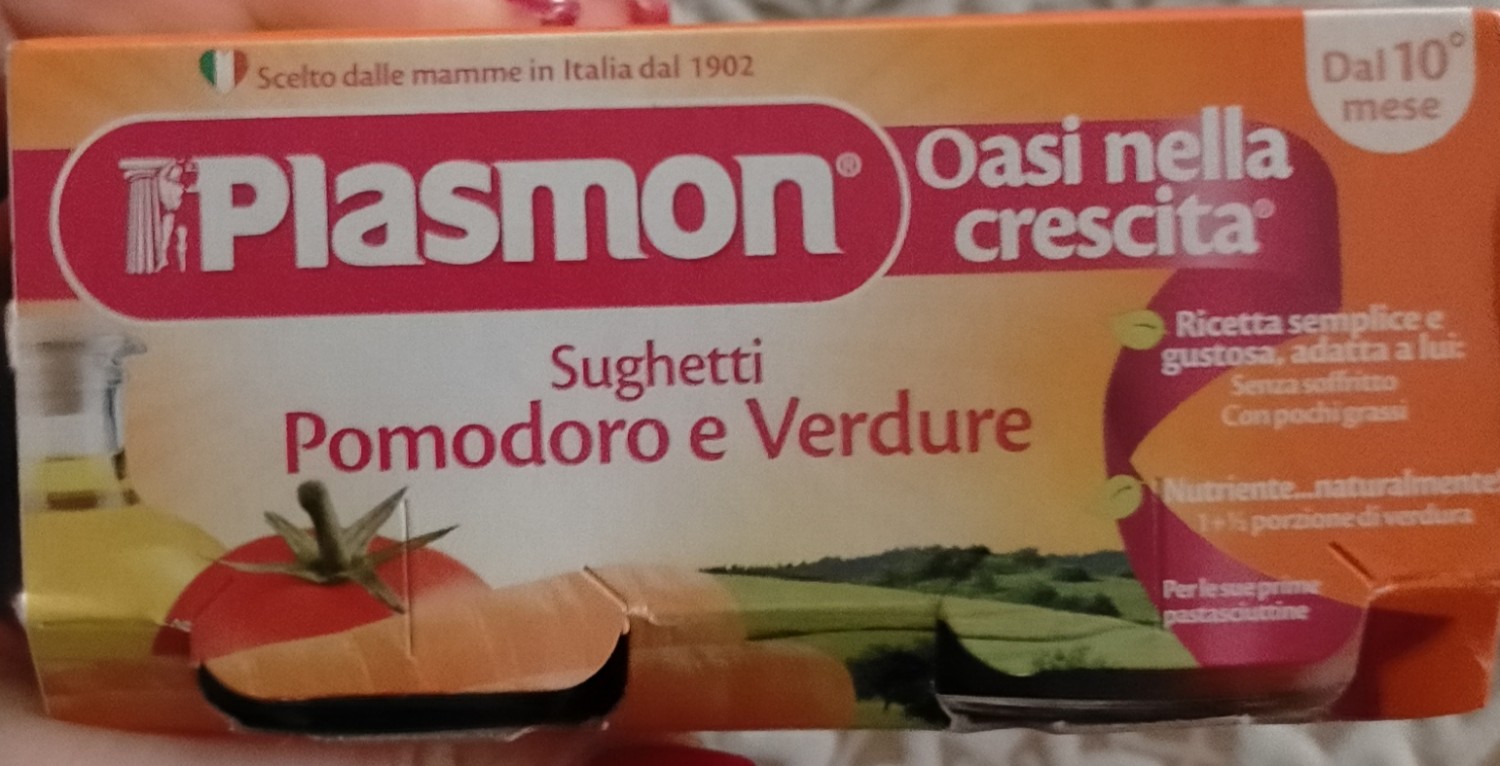 Scelto dalle mamme in Italia dal 1902
Dal 10°
mese
Plasmon®
Oasi nella
crescita®
Sughetti
Pomodoro e Verdure
Ricetta semplice e
gustosa, adatta a lui:
Senza soffritto
Con pochi grassi
Nutriente...naturalmente!
1+½ porzione di verdura
Per le sue prime
pastasciuttine